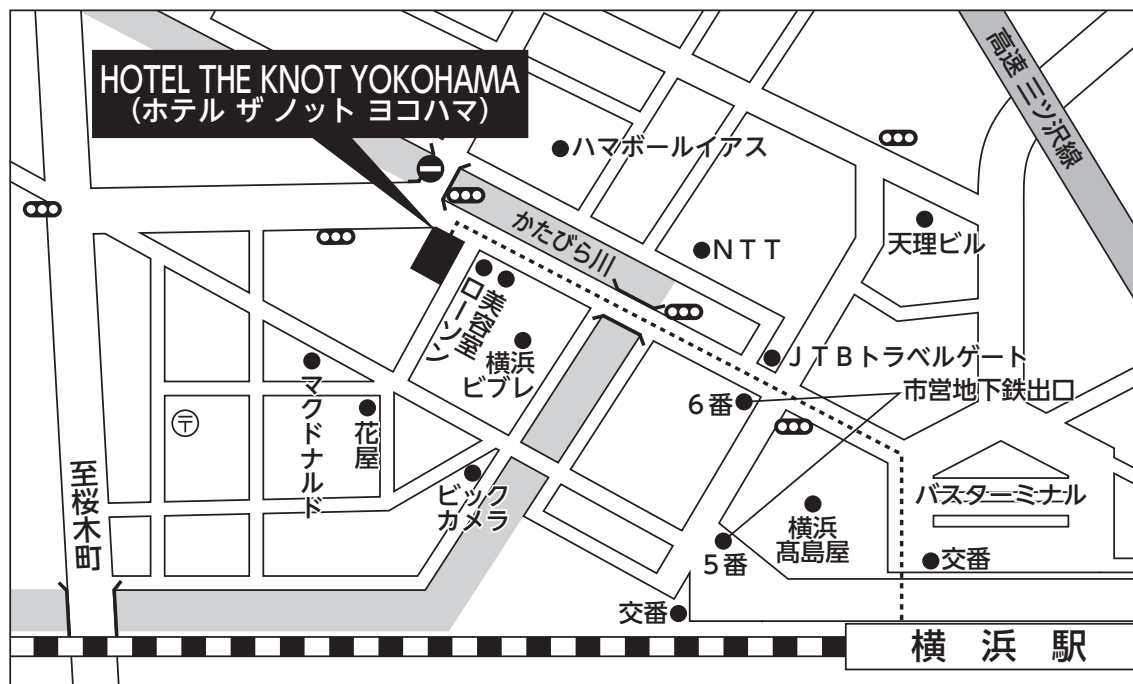 HOTEL THE KNOT YOKOHAMA
(ホテル ザ ノット ヨコハマ)
高速 三ツ沢線
ハマボールイアス
かたびら川
天理ビル
ＮＴＴ
美容室
ローソン
横浜
ビブレ
ＪＴＢトラベルゲート
市営地下鉄出口
６番
マクドナルド
花屋
〒
ビック
カメラ
至桜木町
バスターミナル
横浜
髙島屋
５番
交番
交番
横浜駅